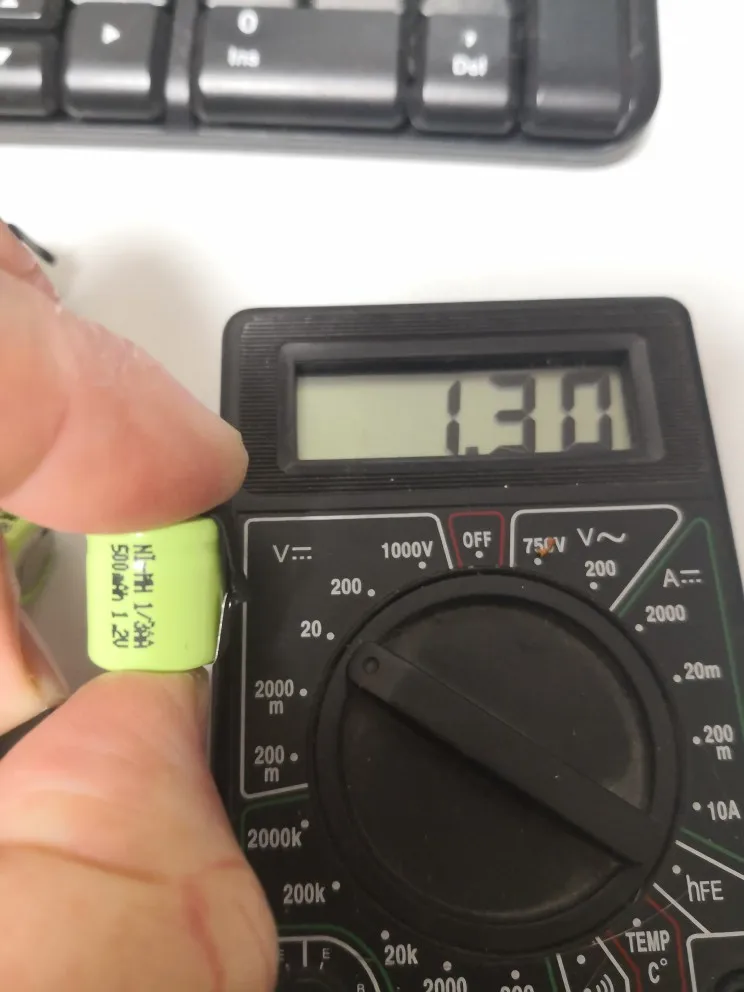 0
Ins
,
Del
1.30
NI-MH 1/3AA
500mAh 1.2V
V⎓
1000V
OFF
750V
V~
200
20
2000
m
200
m
200
A⎓
2000
20m
200
m
10A
hFE
TEMP
C°
2000k
200k
20k
2000
200
E
E
B